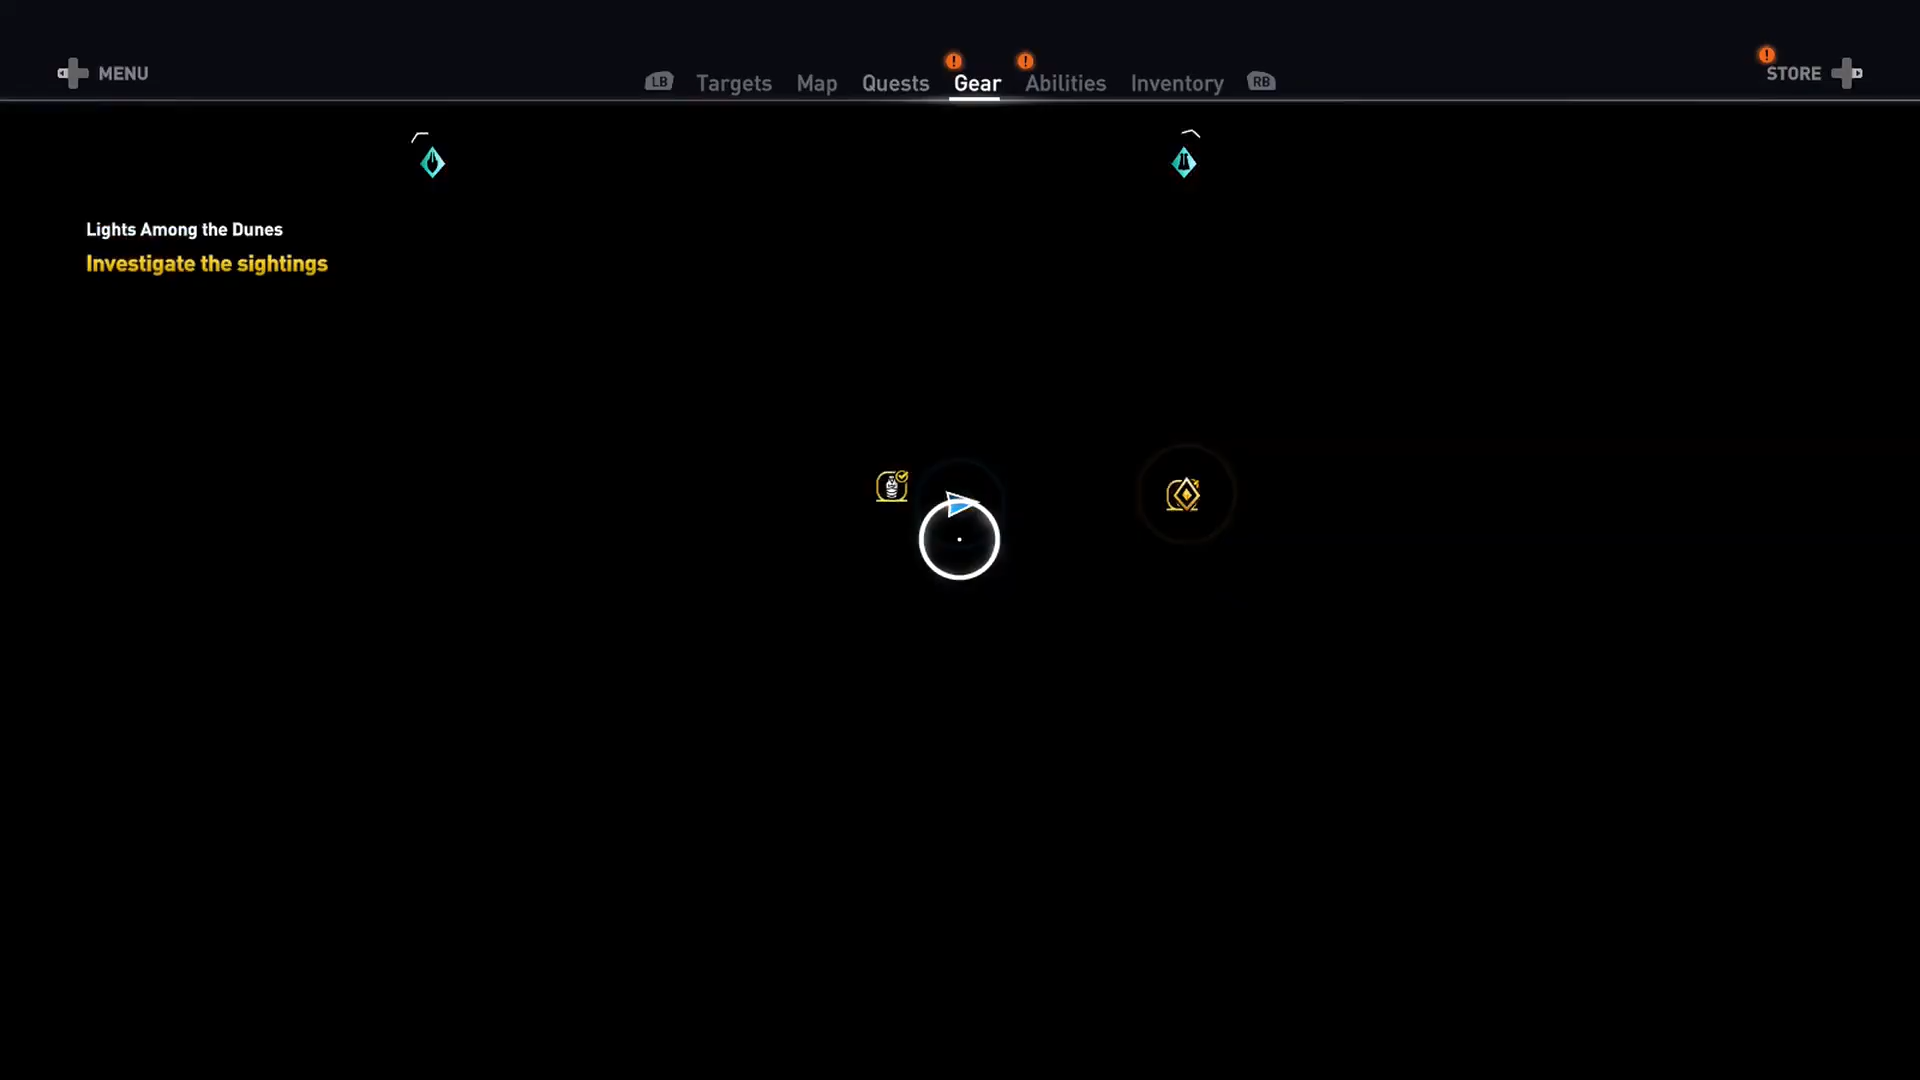 MENU
LB Targets Map Quests Gear Abilities Inventory RB
STORE
Lights Among the Dunes
Investigate the sightings